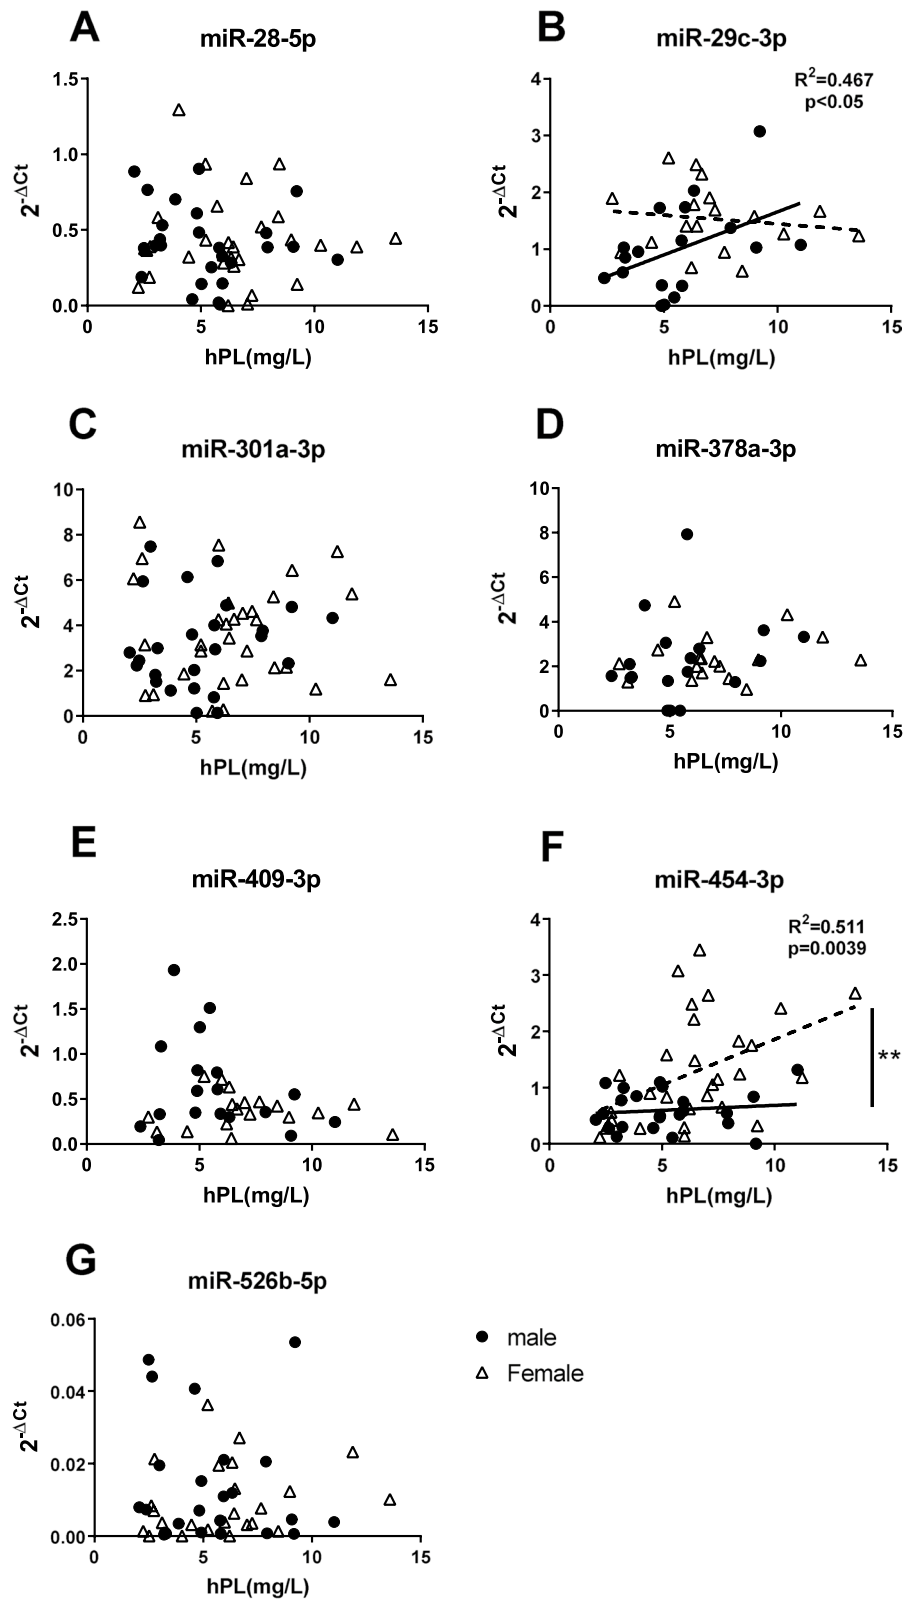 A
miR-28-5p
2^-ΔCt
1.5
1.0
0.5
0.0
0 5 10 15
hPL(mg/L)
B
miR-29c-3p
R²=0.467
p<0.05
2^-ΔCt
4
3
2
1
0
0 5 10 15
hPL(mg/L)
C
miR-301a-3p
2^-ΔCt
10
8
6
4
2
0
0 5 10 15
hPL(mg/L)
D
miR-378a-3p
2^-ΔCt
10
8
6
4
2
0
0 5 10 15
hPL(mg/L)
E
miR-409-3p
2^-ΔCt
2.5
2.0
1.5
1.0
0.5
0.0
0 5 10 15
hPL(mg/L)
F
miR-454-3p
R²=0.511
p=0.0039
2^-ΔCt
4
3
2
1
0
**
0 5 10 15
hPL(mg/L)
G
miR-526b-5p
2^-ΔCt
0.06
0.04
0.02
0.00
0 5 10 15
hPL(mg/L)
male
Female